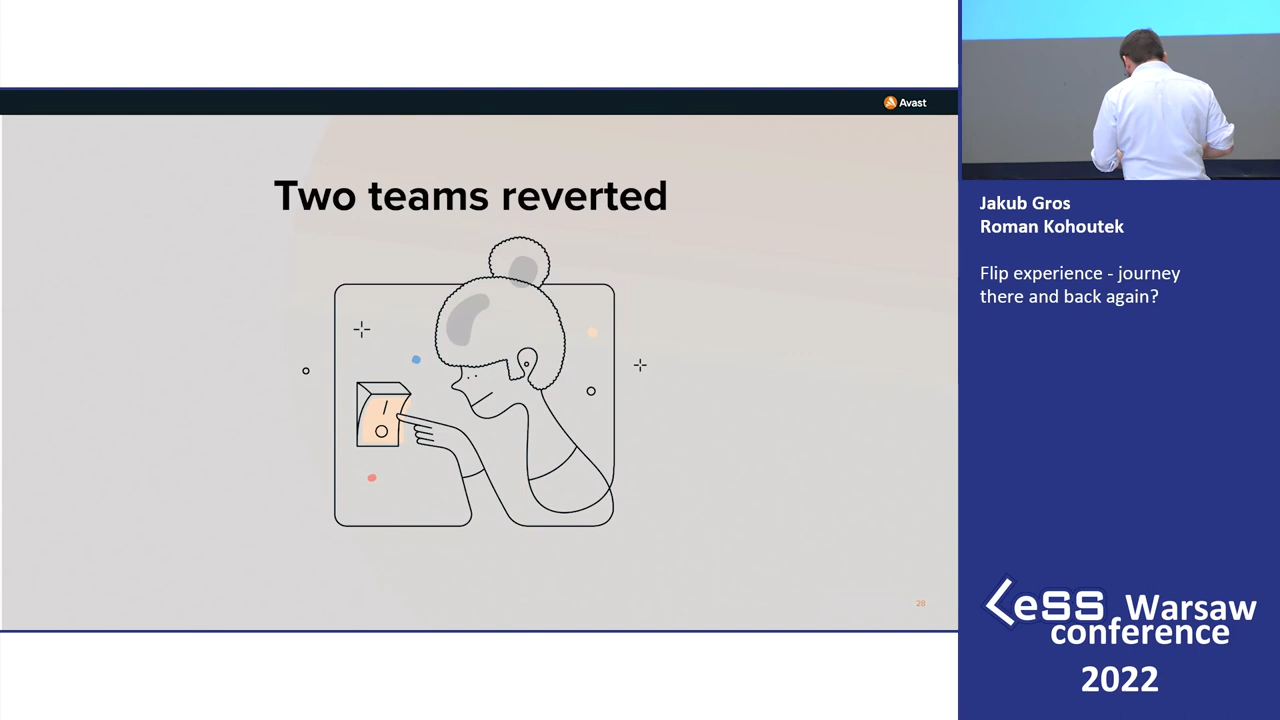 Avast
Two teams reverted
28
Jakub Gros
Roman Kohoutek
Flip experience - journey
there and back again?
LeSS Warsaw
conference
2022